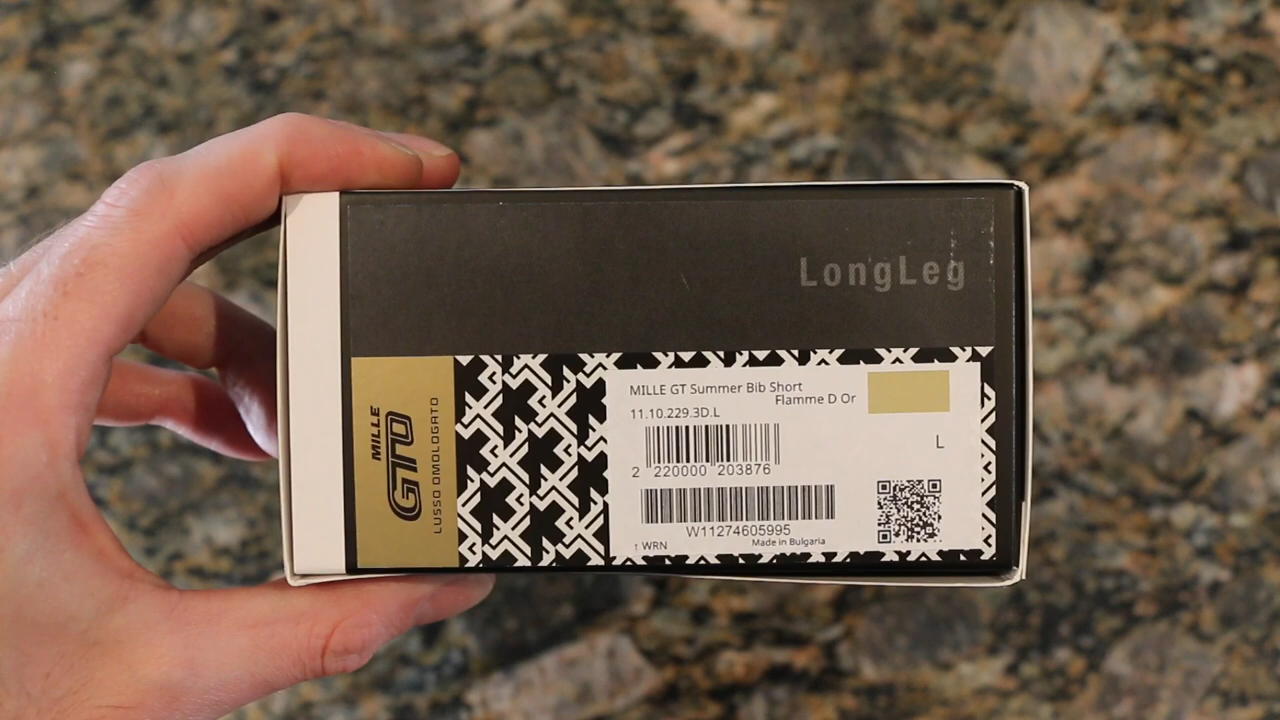 LongLeg
MILLE
GTO
LUSSO OMOLOGATO
MILLE GT Summer Bib Short
Flamme D Or
11.10.229.3D.L
L
2 220000 203876
W11274605995
↑ WRN Made in Bulgaria